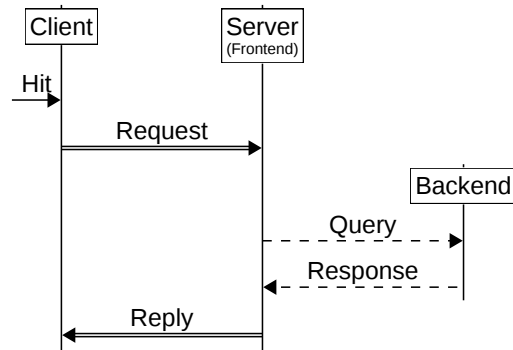 Client
Server
(Frontend)
Hit
Request
Backend
Query
Response
Reply